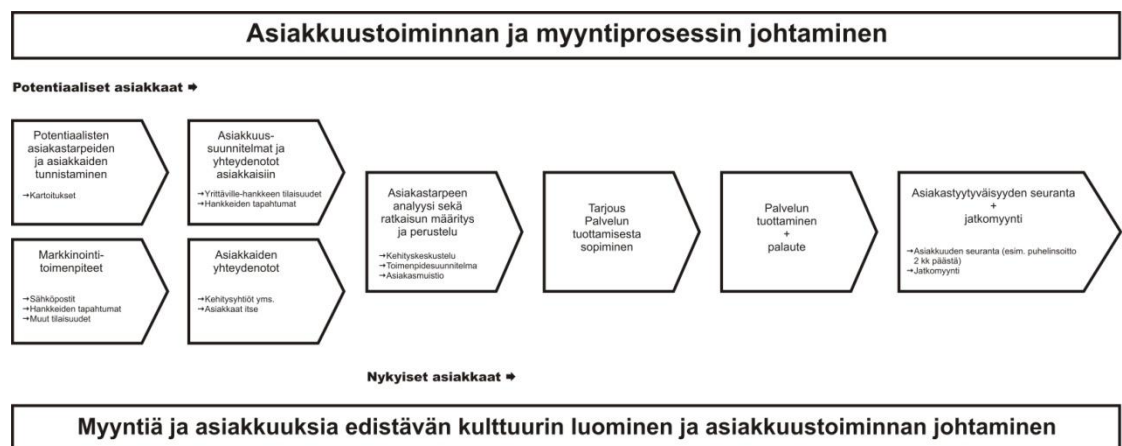 Asiakkuustoiminnan ja myyntiprosessin johtaminen
Potentiaaliset asiakkaat ➨
Potentiaalisten
asiakastarpeiden
ja asiakkaiden
tunnistaminen
→Kartoitukset
Asiakkuus-
suunnitelmat ja
yhteydenotot
asiakkaisiin
→Yrittäville-hankkeen tilaisuudet
→Hankkeiden tapahtumat
Markkinointi-
toimenpiteet
→Sähköpostit
→Hankkeiden tapahtumat
→Muut tilaisuudet
Asiakkaiden
yhteydenotot
→Kehitysyhtiöt yms.
→Asiakkaat itse
Asiakastarpeen
analyysi sekä
ratkaisun määritys
ja perustelu
→Kehityskeskustelu
→Toimenpidesuunnitelma
→Asiakasmuistio
Tarjous
Palvelun
tuottamisesta
sopiminen
Palvelun
tuottaminen
+
palaute
Asiakastyytyväisyyden seuranta
+
jatkomyynti
→Asiakkuuden seuranta (esim. puhelinsoitto
2 kk päästä)
→Jatkomyynti
Nykyiset asiakkaat ➨
Myyntiä ja asiakkuuksia edistävän kulttuurin luominen ja asiakkuustoiminnan johtaminen